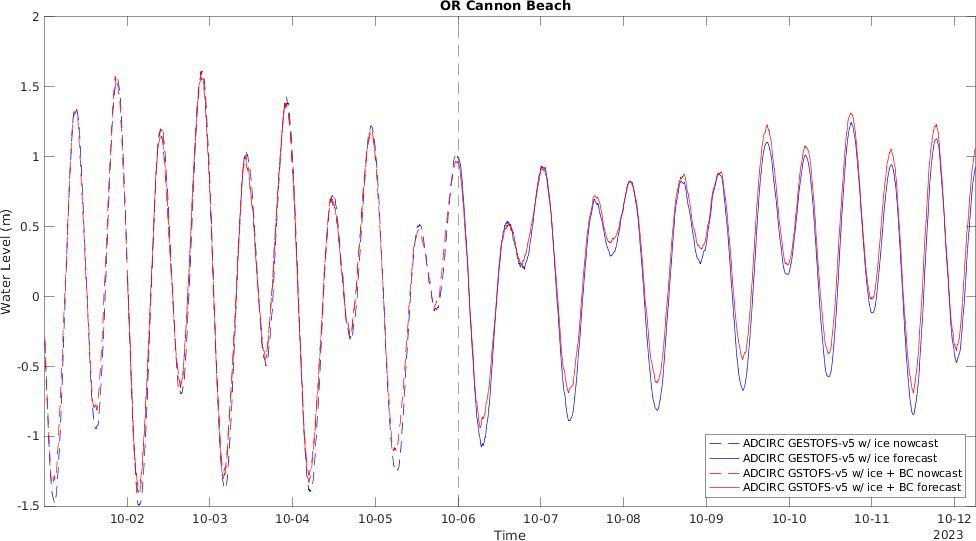 OR Cannon Beach
2
1.5
1
0.5
0
-0.5
-1
-1.5
Water Level (m)
10-02
10-03
10-04
10-05
10-06
10-07
10-08
10-09
10-10
10-11
10-12
2023
Time
ADCIRC GESTOFS-v5 w/ ice nowcast
ADCIRC GESTOFS-v5 w/ ice forecast
ADCIRC GSTOFS-v5 w/ ice + BC nowcast
ADCIRC GSTOFS-v5 w/ ice + BC forecast